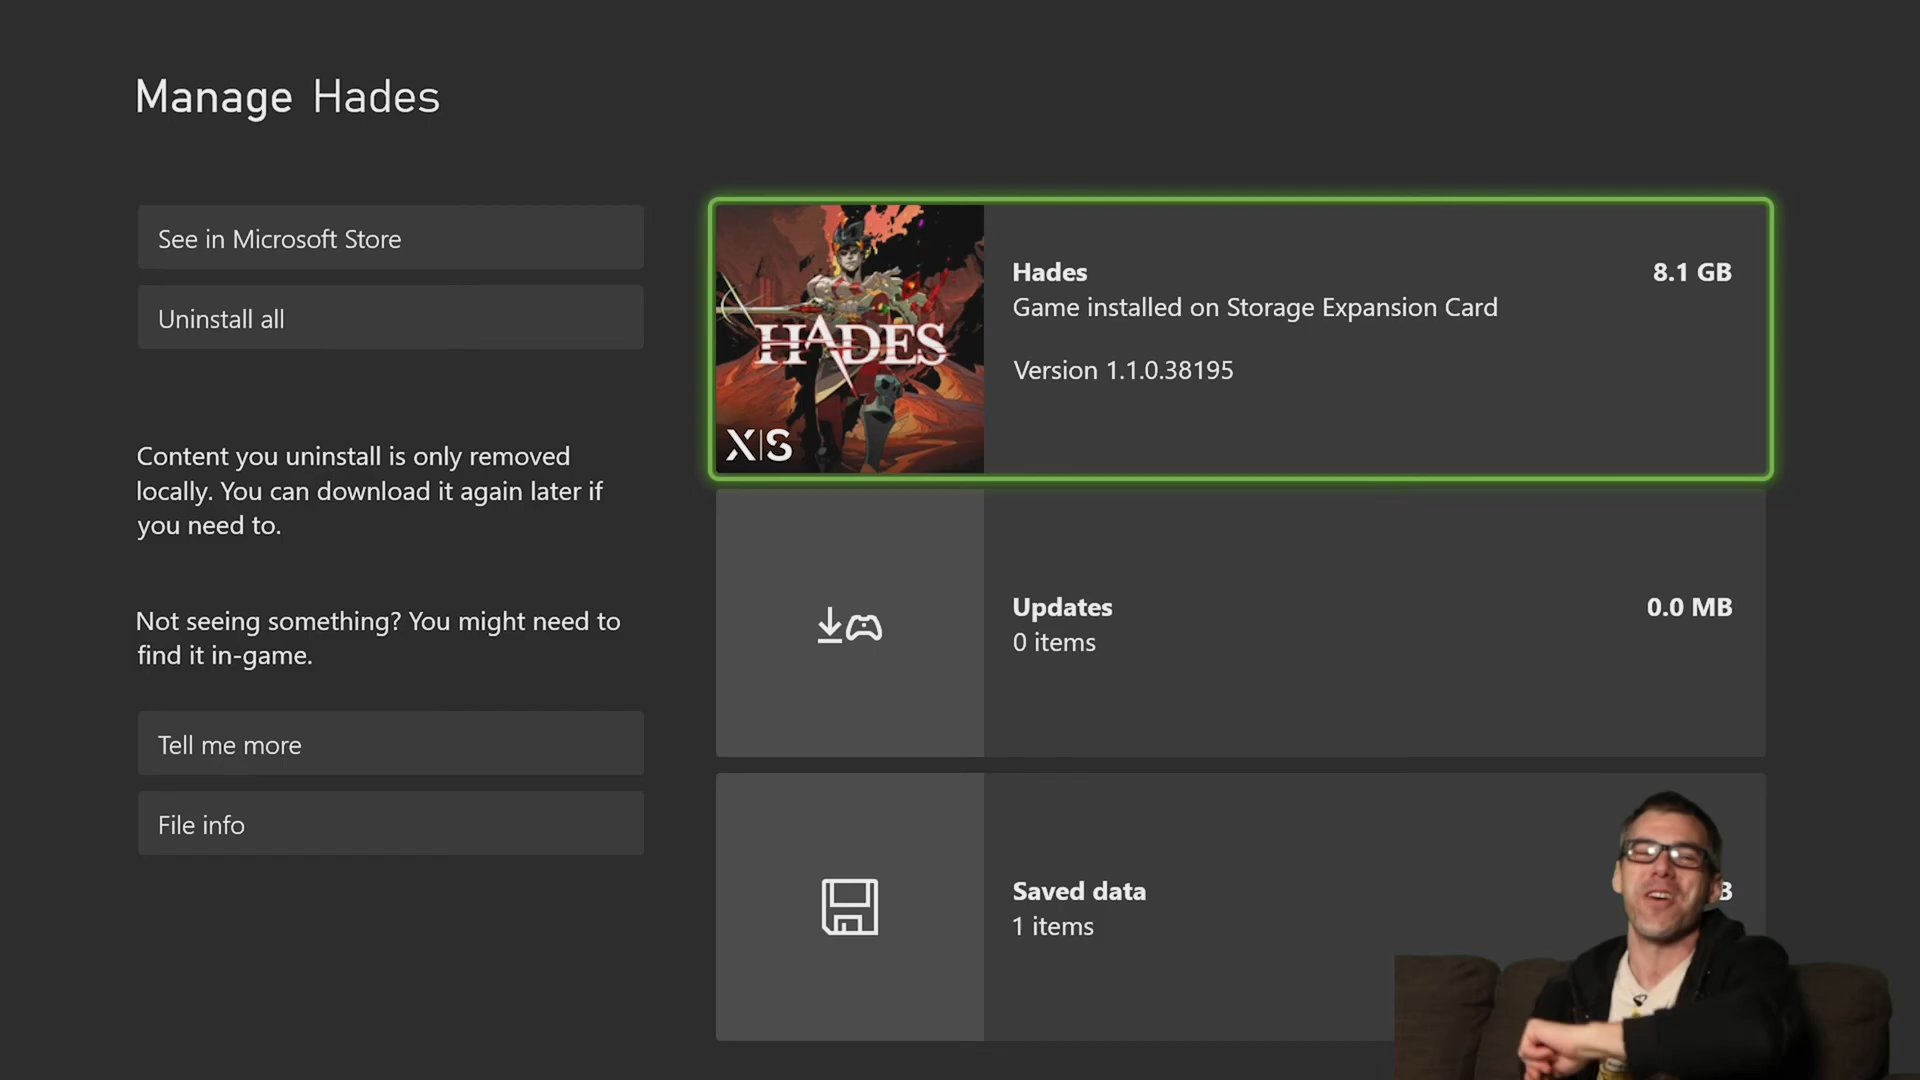 Manage Hades
See in Microsoft Store
Uninstall all
Content you uninstall is only removed
locally. You can download it again later if
you need to.
Not seeing something? You might need to
find it in-game.
Tell me more
File info
HADES
X|S
Hades
8.1 GB
Game installed on Storage Expansion Card
Version 1.1.0.38195
Updates
0.0 MB
0 items
Saved data
1 items